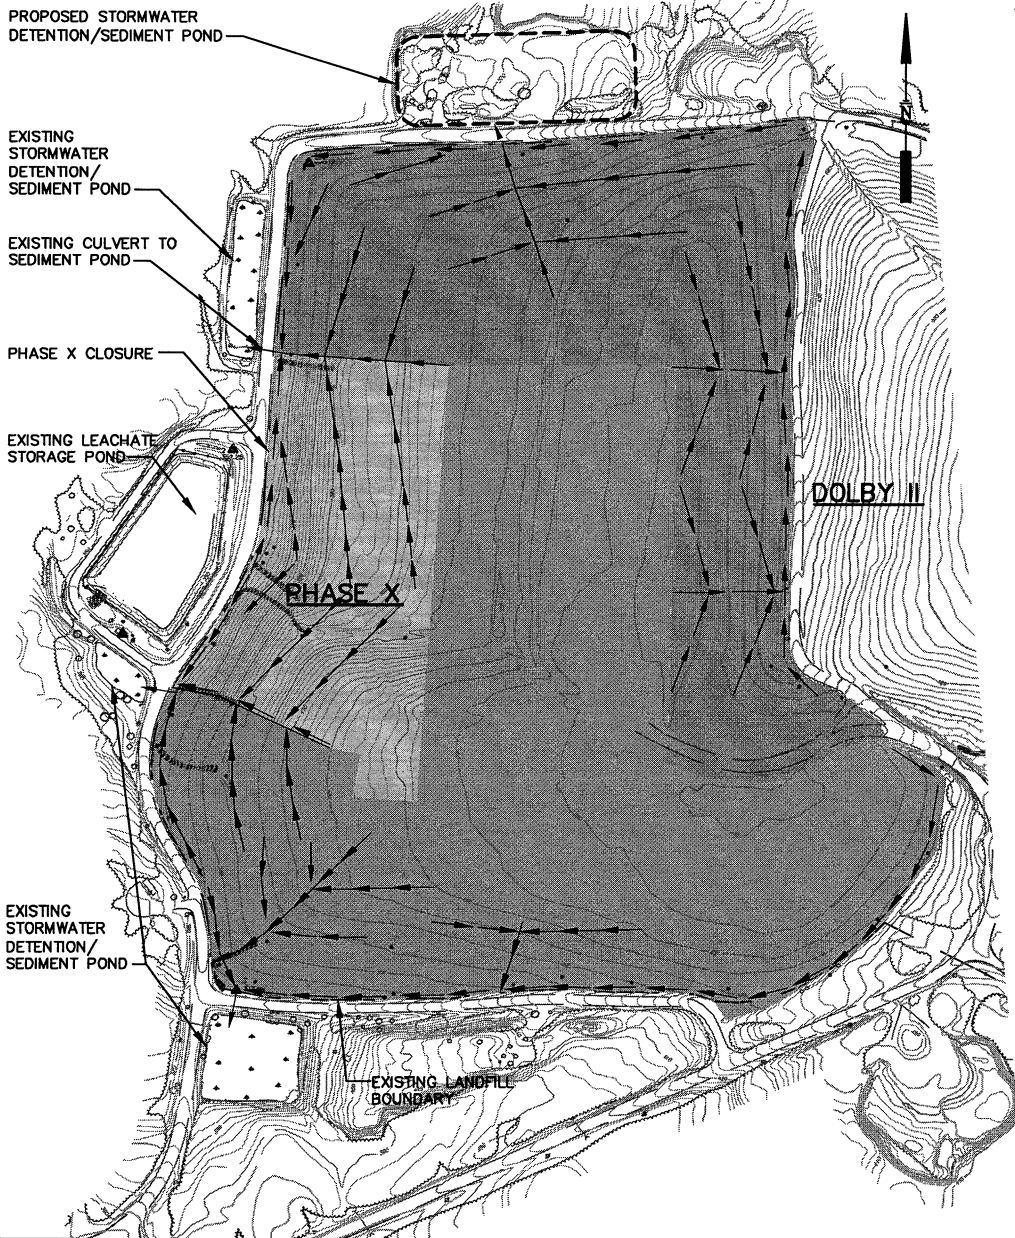 PROPOSED STORMWATER
DETENTION/SEDIMENT POND
N
EXISTING
STORMWATER
DETENTION/
SEDIMENT POND
EXISTING CULVERT TO
SEDIMENT POND
PHASE X CLOSURE
EXISTING LEACHATE
STORAGE POND
DOLBY II
PHASE X
EXISTING
STORMWATER
DETENTION/
SEDIMENT POND
EXISTING LANDFILL
BOUNDARY